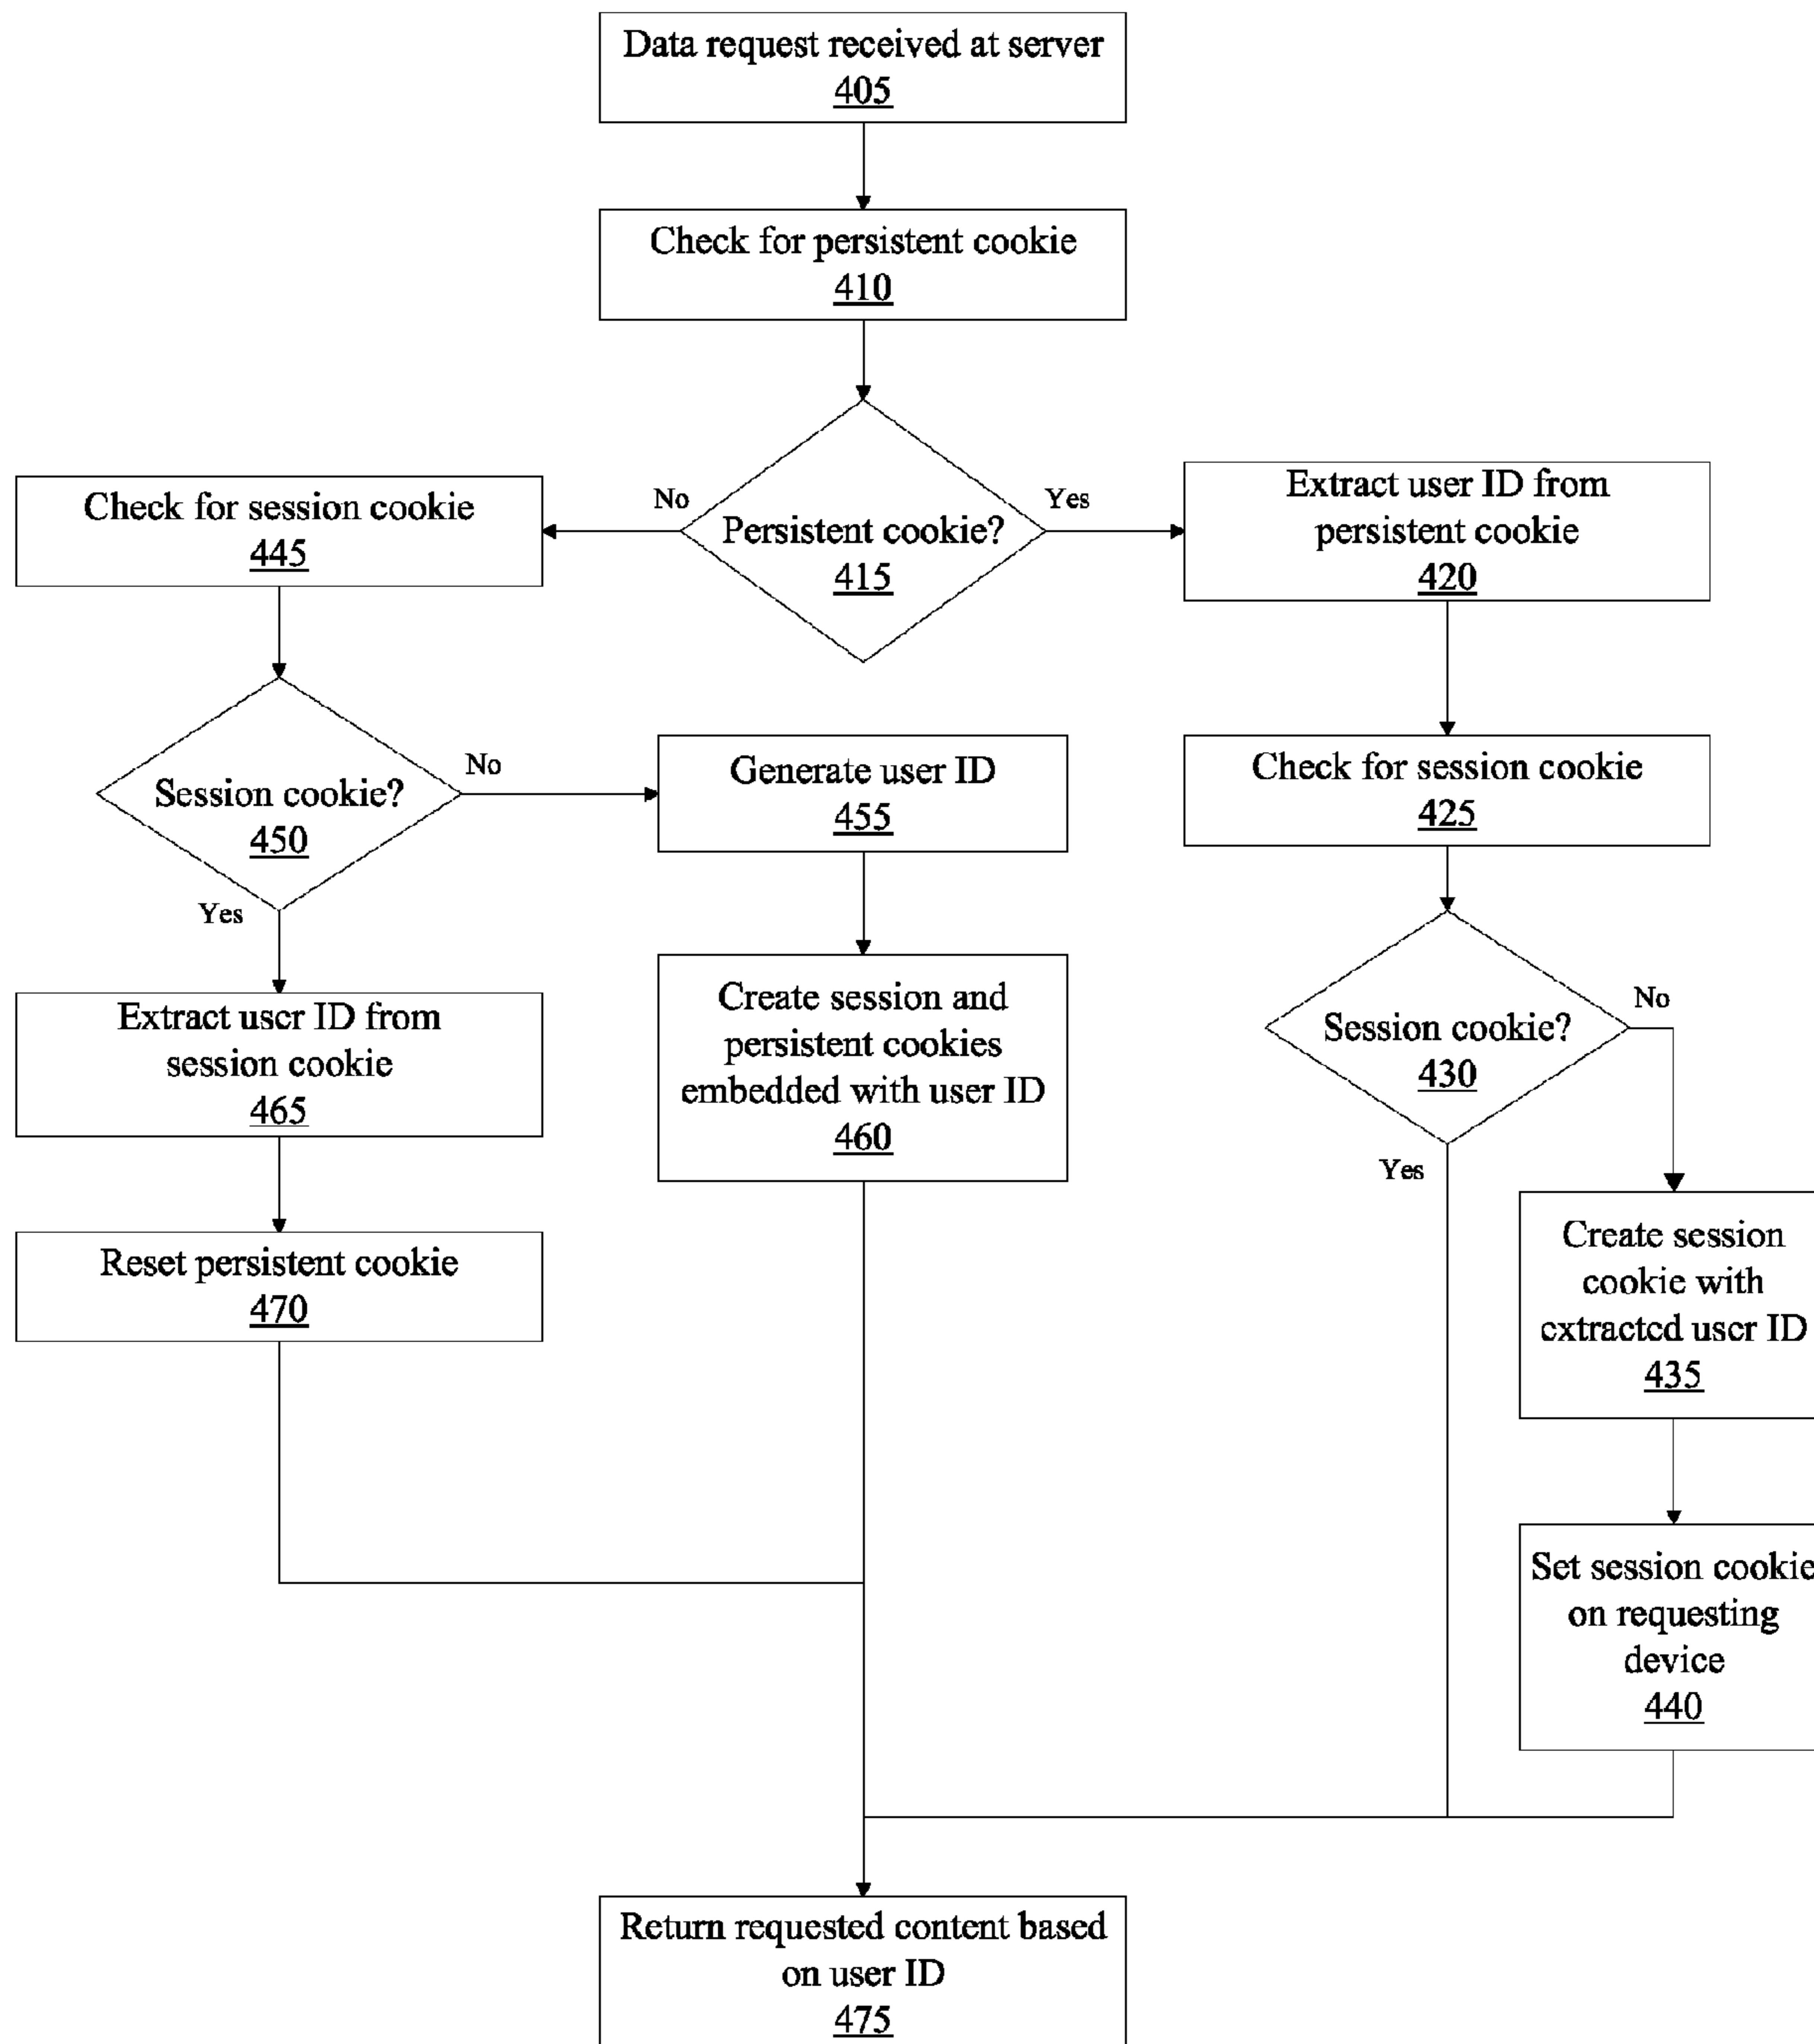 Data request received at server
405
Check for persistent cookie
410
Persistent cookie?
415
No
Yes
Check for session cookie
445
Extract user ID from
persistent cookie
420
Session cookie?
450
No
Yes
Generate user ID
455
Check for session cookie
425
Create session and
persistent cookies
embedded with user ID
460
Session cookie?
430
No
Yes
Extract user ID from
session cookie
465
Reset persistent cookie
470
Create session
cookie with
extracted user ID
435
Set session cookie
on requesting
device
440
Return requested content based
on user ID
475